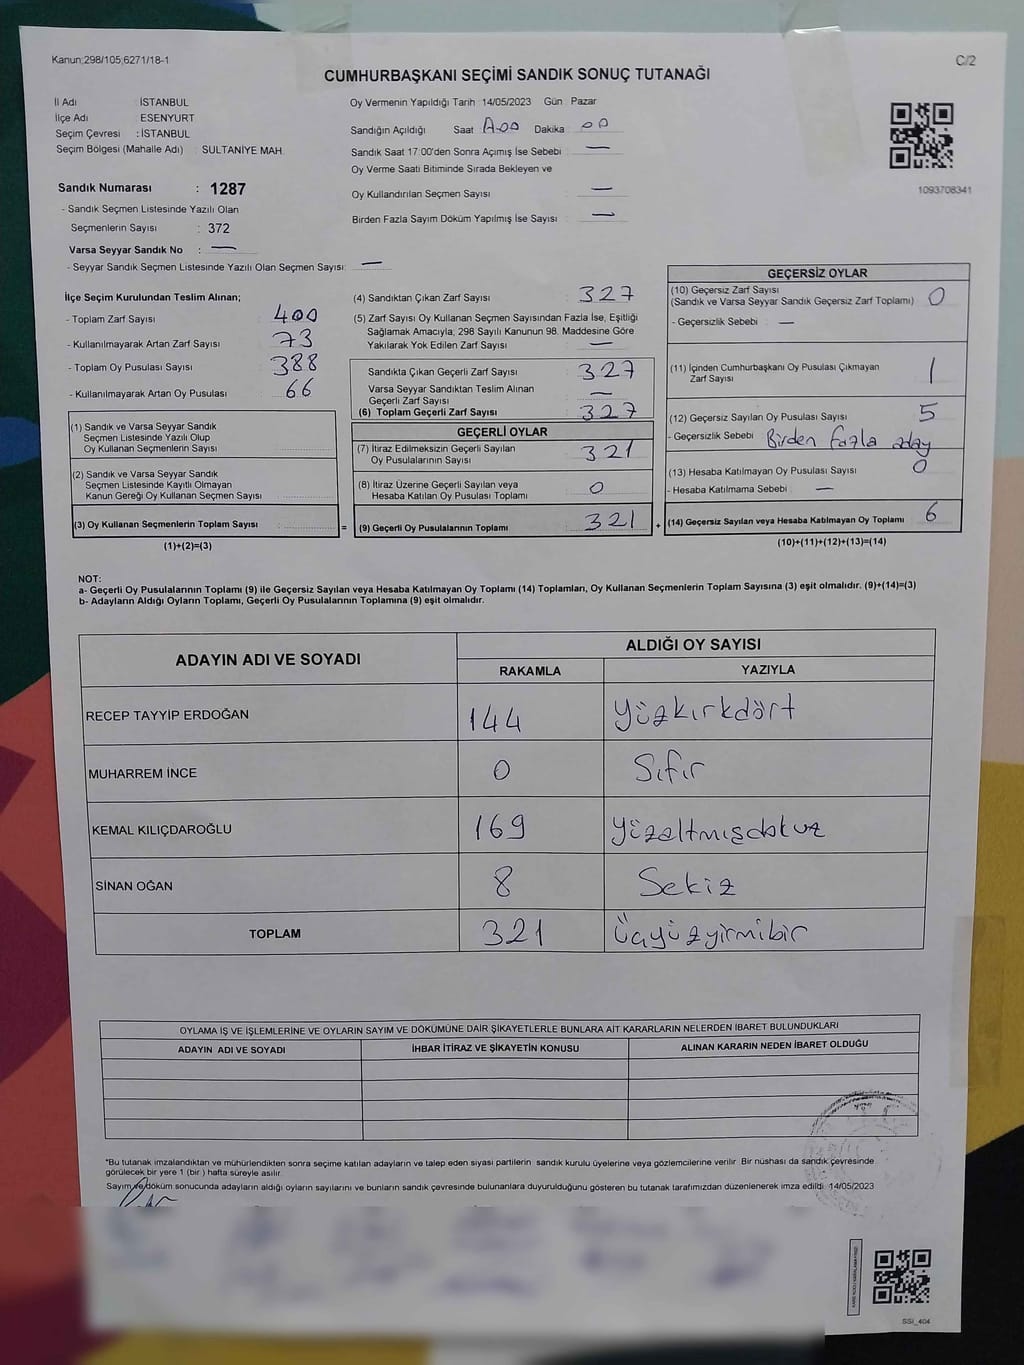 Kanun;298/105;6271/18-1
C/2
CUMHURBAŞKANI SEÇİMİ SANDIK SONUÇ TUTANAĞI
İl Adı : İSTANBUL
İlçe Adı : ESENYURT
Seçim Çevresi : İSTANBUL
Seçim Bölgesi (Mahalle Adı) : SULTANİYE MAH.
Oy Vermenin Yapıldığı Tarih 14/05/2023 Gün Pazar
Sandığın Açıldığı Saat Dakika 00
Sandık Saat 17:00'den Sonra Açımış İse Sebebi : —
Oy Verme Saati Bitiminde Sırada Bekleyen ve
Oy Kullandırılan Seçmen Sayısı : —
Birden Fazla Sayım Döküm Yapılmış İse Sayısı : —
1093708341
Sandık Numarası : 1287
- Sandık Seçmen Listesinde Yazılı Olan
Seçmenlerin Sayısı : 372
Varsa Seyyar Sandık No : —
- Seyyar Sandık Seçmen Listesinde Yazılı Olan Seçmen Sayısı: —
İlçe Seçim Kurulundan Teslim Alınan;
- Toplam Zarf Sayısı : 400
- Kullanılmayarak Artan Zarf Sayısı : 73
- Toplam Oy Pusulası Sayısı : 388
- Kullanılmayarak Artan Oy Pusulası : 66
(1) Sandık ve Varsa Seyyar Sandık
Seçmen Listesinde Yazılı Olup
Oy Kullanan Seçmenlerin Sayısı
(2) Sandık ve Varsa Seyyar Sandık
Seçmen Listesinde Kayıtlı Olmayan
Kanun Gereği Oy Kullanan Seçmen Sayısı
(3) Oy Kullanan Seçmenlerin Toplam Sayısı :
(1)+(2)=(3)
(4) Sandıktan Çıkan Zarf Sayısı : 327
(5) Zarf Sayısı Oy Kullanan Seçmen Sayısından Fazla İse, Eşitliği
Sağlamak Amacıyla, 298 Sayılı Kanunun 98. Maddesine Göre
Yakılarak Yok Edilen Zarf Sayısı : —
Sandıkta Çıkan Geçerli Zarf Sayısı : 327
Varsa Seyyar Sandıktan Teslim Alınan
Geçerli Zarf Sayısı : —
(6) Toplam Geçerli Zarf Sayısı : 327
GEÇERLİ OYLAR
(7) İtiraz Edilmeksizin Geçerli Sayılan
Oy Pusulalarının Sayısı : 321
(8) İtiraz Üzerine Geçerli Sayılan veya
Hesaba Katılan Oy Pusulası Toplamı : 0
= (9) Geçerli Oy Pusulalarının Toplamı : 321 +
GEÇERSİZ OYLAR
(10) Geçersiz Zarf Sayısı
(Sandık ve Varsa Seyyar Sandık Geçersiz Zarf Toplamı) : 0
- Geçersizlik Sebebi : —
(11) İçinden Cumhurbaşkanı Oy Pusulası Çıkmayan
Zarf Sayısı : 1
(12) Geçersiz Sayılan Oy Pusulası Sayısı : 5
- Geçersizlik Sebebi : Birden fazla aday
(13) Hesaba Katılmayan Oy Pusulası Sayısı : 0
- Hesaba Katılmama Sebebi : —
(14) Geçersiz Sayılan veya Hesaba Katılmayan Oy Toplamı : 6
(10)+(11)+(12)+(13)=(14)
NOT:
a- Geçerli Oy Pusulalarının Toplamı (9) ile Geçersiz Sayılan veya Hesaba Katılmayan Oy Toplamı (14) Toplamları, Oy Kullanan Seçmenlerin Toplam Sayısına (3) eşit olmalıdır. (9)+(14)=(3)
b- Adayların Aldığı Oyların Toplamı, Geçerli Oy Pusulalarının Toplamına (9) eşit olmalıdır.
ADAYIN ADI VE SOYADI ALDIĞI OY SAYISI
RAKAMLA YAZIYLA
RECEP TAYYİP ERDOĞAN 144 Yüzkırkdört
MUHARREM İNCE 0 Sıfır
KEMAL KILIÇDAROĞLU 169 Yüzaltmışdokuz
SİNAN OĞAN 8 Sekiz
TOPLAM 321 Üçyüzyirmibir
OYLAMA İŞ VE İŞLEMLERİNE VE OYLARIN SAYIM VE DÖKÜMÜNE DAİR ŞİKAYETLERLE BUNLARA AİT KARARLARIN NELERDEN İBARET BULUNDUKLARI
ADAYIN ADI VE SOYADI İHBAR İTİRAZ VE ŞİKAYETİN KONUSU ALINAN KARARIN NEDEN İBARET OLDUĞU
*Bu tutanak imzalandıktan ve mühürlendikten sonra seçime katılan adayların ve talep eden siyasi partilerin sandık kurulu üyelerine veya gözlemcilerine verilir. Bir nüshası da sandık çevresinde
görülecek bir yere 1 (bir ) hafta süreyle asılır.
Sayım ve döküm sonucunda adayların aldığı oyların sayılarını ve bunların sandık çevresinde bulunanlara duyurulduğunu gösteren bu tutanak tarafımızdan düzenlenerek imza edildi. 14/05/2023
SSI_404